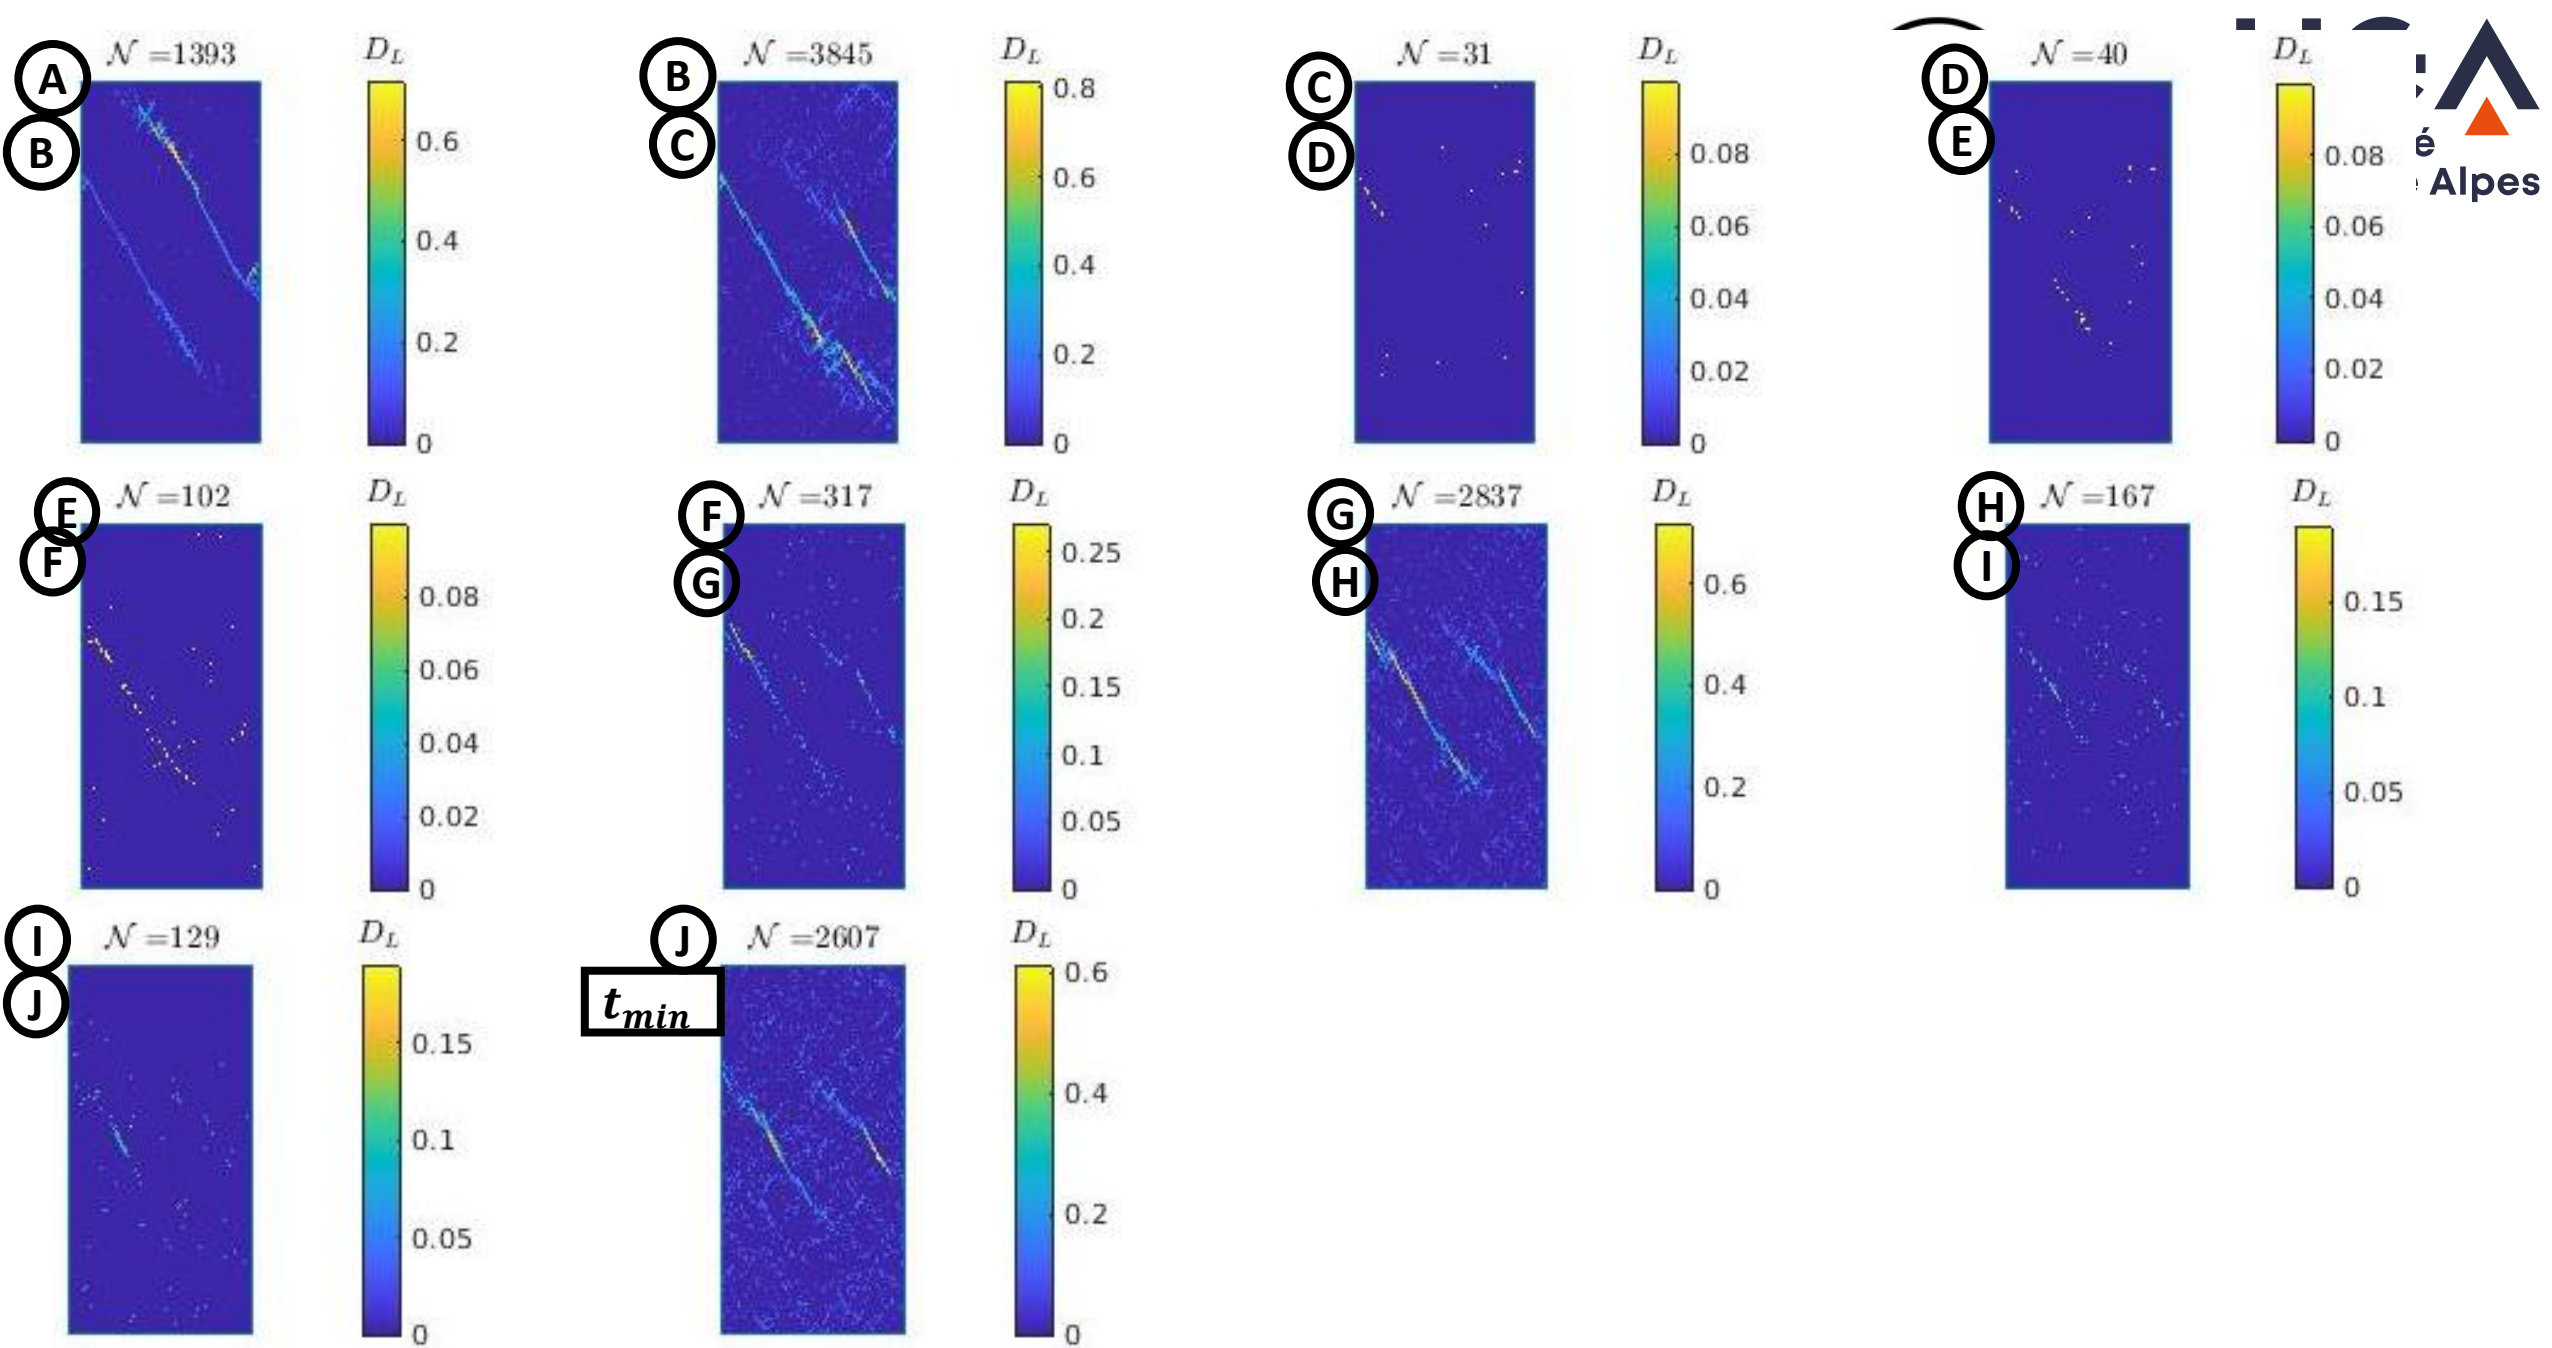 A
B
𝒩 =1393
D_L
0.6
0.4
0.2
0
B
C
𝒩 =3845
D_L
0.8
0.6
0.4
0.2
0
C
D
𝒩 =31
D_L
0.08
0.06
0.04
0.02
0
D
E
𝒩 =40
D_L
0.08
0.06
0.04
0.02
0
é
Alpes
E
F
𝒩 =102
D_L
0.08
0.06
0.04
0.02
0
F
G
𝒩 =317
D_L
0.25
0.2
0.15
0.1
0.05
0
G
H
𝒩 =2837
D_L
0.6
0.4
0.2
0
H
I
𝒩 =167
D_L
0.15
0.1
0.05
0
I
J
𝒩 =129
D_L
0.15
0.1
0.05
0
J
t_min
𝒩 =2607
D_L
0.6
0.4
0.2
0